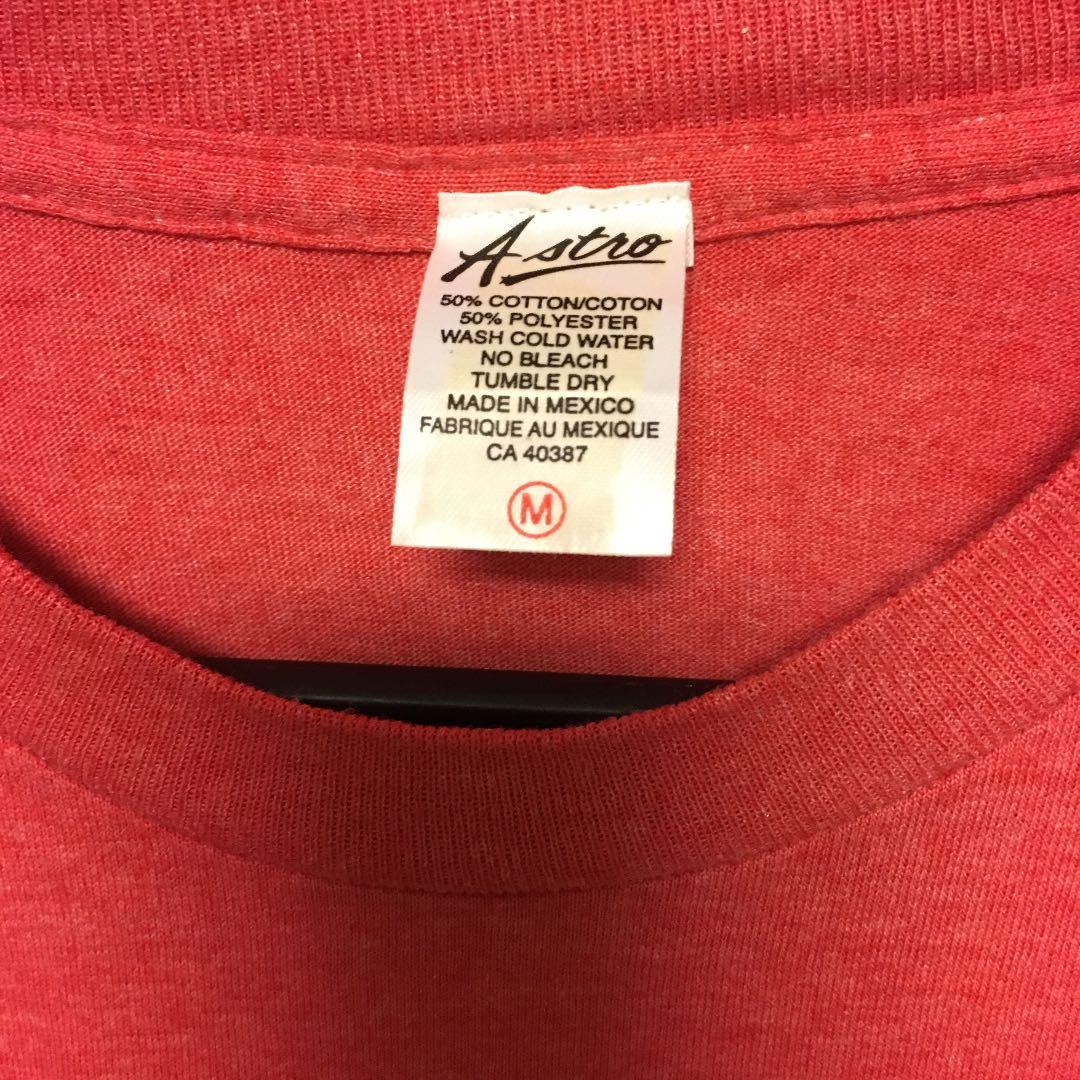 Astro
50% COTTON/COTON
50% POLYESTER
WASH COLD WATER
NO BLEACH
TUMBLE DRY
MADE IN MEXICO
FABRIQUE AU MEXIQUE
CA 40387
M